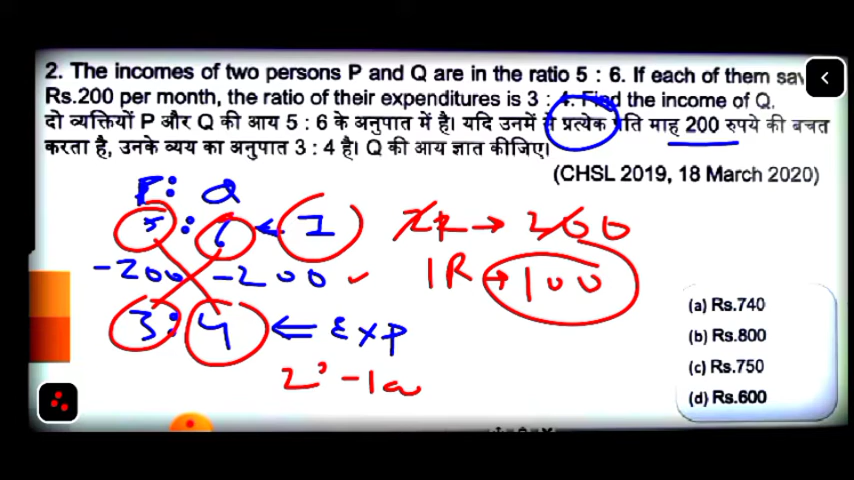 2. The incomes of two persons P and Q are in the ratio 5 : 6. If each of them sav
Rs.200 per month, the ratio of their expenditures is 3 : 4. Find the income of Q.
दो व्यक्तियों P और Q की आय 5 : 6 के अनुपात में है। यदि उनमें से प्रत्येक प्रति माह 200 रुपये की बचत
करता है, उनके व्यय का अनुपात 3 : 4 है। Q की आय ज्ञात कीजिए।
(CHSL 2019, 18 March 2020)
P : Q
5 : 6 ← I
-200 -200
3 : 4 ⇐ Exp
2R → 200
1R → 100
(a) Rs.740
(b) Rs.800
(c) Rs.750
(d) Rs.600